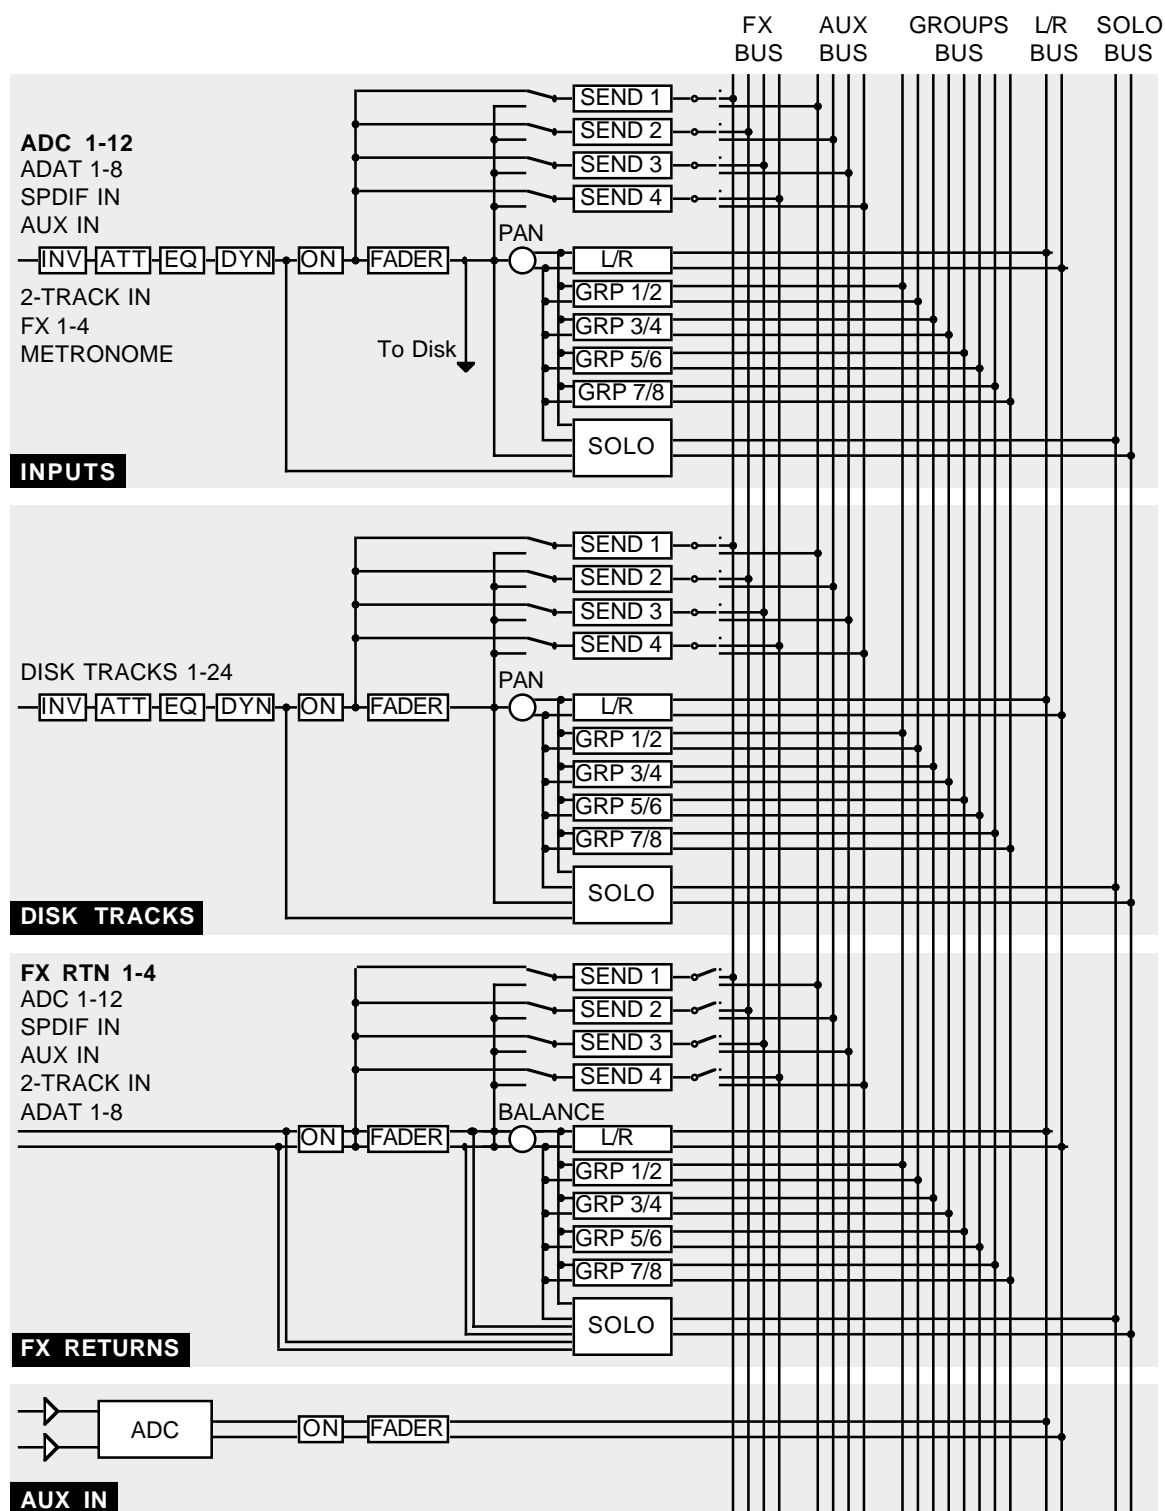 FX BUS
AUX BUS
GROUPS BUS
L/R BUS
SOLO BUS
ADC 1-12
ADAT 1-8
SPDIF IN
AUX IN
INV
ATT
EQ
DYN
ON
FADER
2-TRACK IN
FX 1-4
METRONOME
To Disk
PAN
SEND 1
SEND 2
SEND 3
SEND 4
L/R
GRP 1/2
GRP 3/4
GRP 5/6
GRP 7/8
SOLO
INPUTS
DISK TRACKS 1-24
INV
ATT
EQ
DYN
ON
FADER
PAN
SEND 1
SEND 2
SEND 3
SEND 4
L/R
GRP 1/2
GRP 3/4
GRP 5/6
GRP 7/8
SOLO
DISK TRACKS
FX RTN 1-4
ADC 1-12
SPDIF IN
AUX IN
2-TRACK IN
ADAT 1-8
ON
FADER
BALANCE
SEND 1
SEND 2
SEND 3
SEND 4
L/R
GRP 1/2
GRP 3/4
GRP 5/6
GRP 7/8
SOLO
FX RETURNS
ADC
ON
FADER
AUX IN